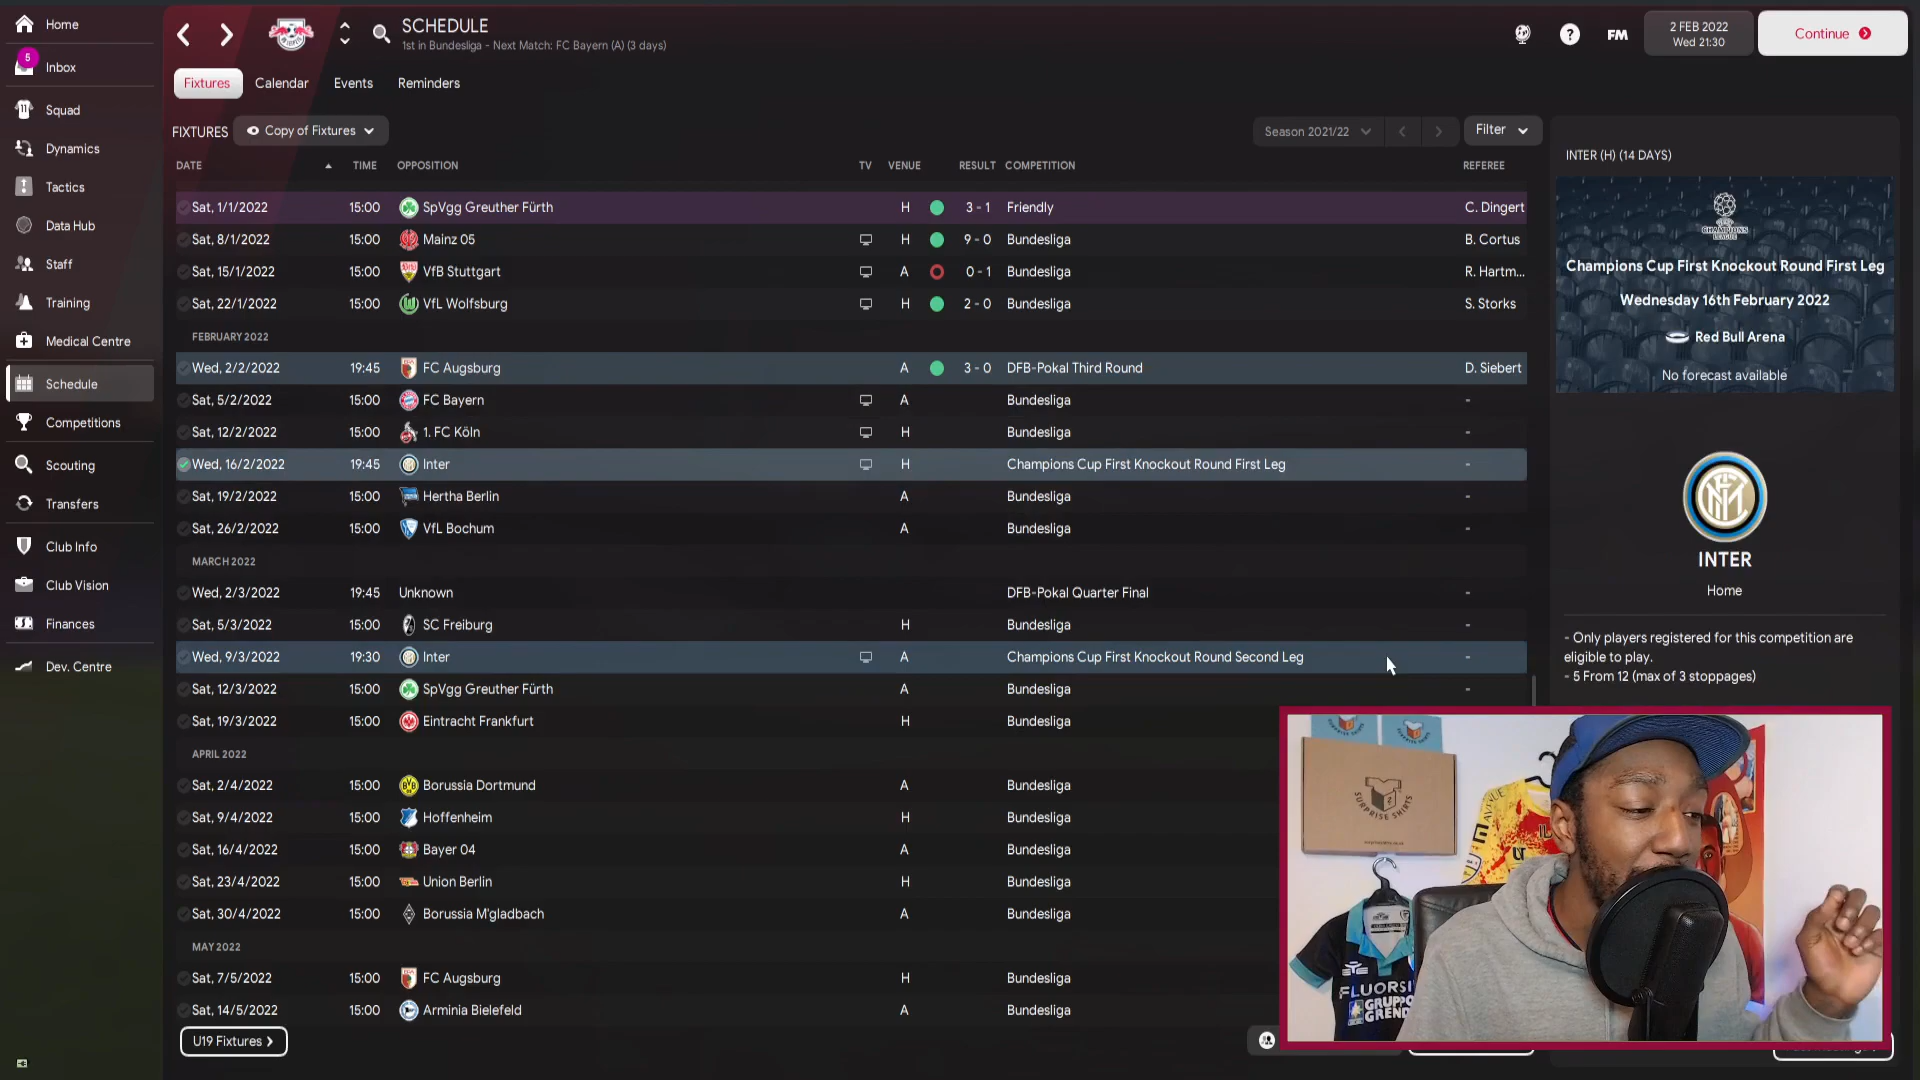 Home
5
Inbox
Squad
Dynamics
Tactics
Data Hub
Staff
Training
Medical Centre
Schedule
Competitions
Scouting
Transfers
Club Info
Club Vision
Finances
Dev. Centre
SCHEDULE
1st in Bundesliga - Next Match: FC Bayern (A) (3 days)
FM
2 FEB 2022
Wed 21:30
Continue
Fixtures Calendar Events Reminders
FIXTURES Copy of Fixtures Season 2021/22 Filter
DATE TIME OPPOSITION TV VENUE RESULT COMPETITION REFEREE
Sat, 1/1/2022 15:00 SpVgg Greuther Fürth H 3 - 1 Friendly C. Dingert
Sat, 8/1/2022 15:00 Mainz 05 H 9 - 0 Bundesliga B. Cortus
Sat, 15/1/2022 15:00 VfB Stuttgart A 0 - 1 Bundesliga R. Hartm...
Sat, 22/1/2022 15:00 VfL Wolfsburg H 2 - 0 Bundesliga S. Storks
FEBRUARY 2022
Wed, 2/2/2022 19:45 FC Augsburg A 3 - 0 DFB-Pokal Third Round D. Siebert
Sat, 5/2/2022 15:00 FC Bayern A Bundesliga -
Sat, 12/2/2022 15:00 1. FC Köln H Bundesliga -
Wed, 16/2/2022 19:45 Inter H Champions Cup First Knockout Round First Leg -
Sat, 19/2/2022 15:00 Hertha Berlin A Bundesliga -
Sat, 26/2/2022 15:00 VfL Bochum A Bundesliga -
MARCH 2022
Wed, 2/3/2022 19:45 Unknown DFB-Pokal Quarter Final -
Sat, 5/3/2022 15:00 SC Freiburg H Bundesliga -
Wed, 9/3/2022 19:30 Inter A Champions Cup First Knockout Round Second Leg -
Sat, 12/3/2022 15:00 SpVgg Greuther Fürth A Bundesliga -
Sat, 19/3/2022 15:00 Eintracht Frankfurt H Bundesliga
APRIL 2022
Sat, 2/4/2022 15:00 Borussia Dortmund A Bundesliga
Sat, 9/4/2022 15:00 Hoffenheim H Bundesliga
Sat, 16/4/2022 15:00 Bayer 04 A Bundesliga
Sat, 23/4/2022 15:00 Union Berlin H Bundesliga
Sat, 30/4/2022 15:00 Borussia M'gladbach A Bundesliga
MAY 2022
Sat, 7/5/2022 15:00 FC Augsburg H Bundesliga
Sat, 14/5/2022 15:00 Arminia Bielefeld A Bundesliga
U19 Fixtures
INTER (H) (14 DAYS)
CHAMPIONS
LEAGUE
Champions Cup First Knockout Round First Leg
Wednesday 16th February 2022
Red Bull Arena
No forecast available
INTER
Home
- Only players registered for this competition are
eligible to play.
- 5 From 12 (max of 3 stoppages)
SURPRISE SHIRTS
FLUORSI
GRUPPO
GREN